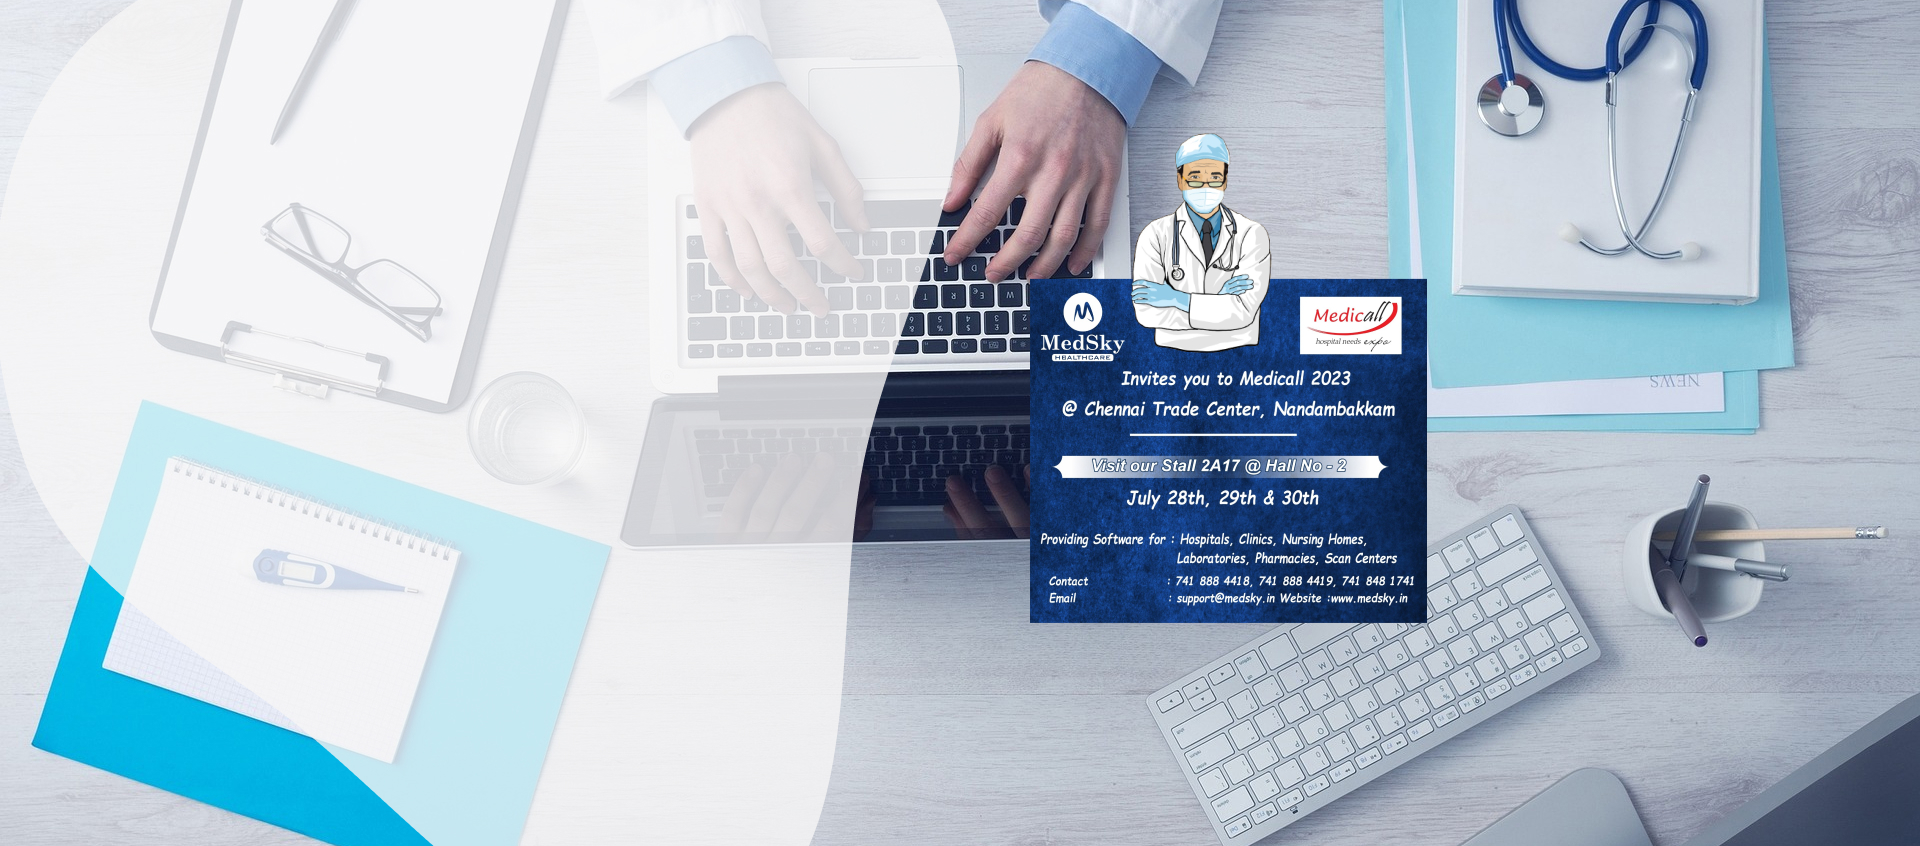 MedSky
HEALTHCARE
Medicall
hospital needs expo
Invites you to Medicall 2023
@ Chennai Trade Center, Nandambakkam
Visit our Stall 2A17 @ Hall No - 2
July 28th, 29th & 30th
Providing Software for : Hospitals, Clinics, Nursing Homes,
Laboratories, Pharmacies, Scan Centers
Contact : 741 888 4418, 741 888 4419, 741 848 1741
Email : support@medsky.in Website :www.medsky.in
NEWS